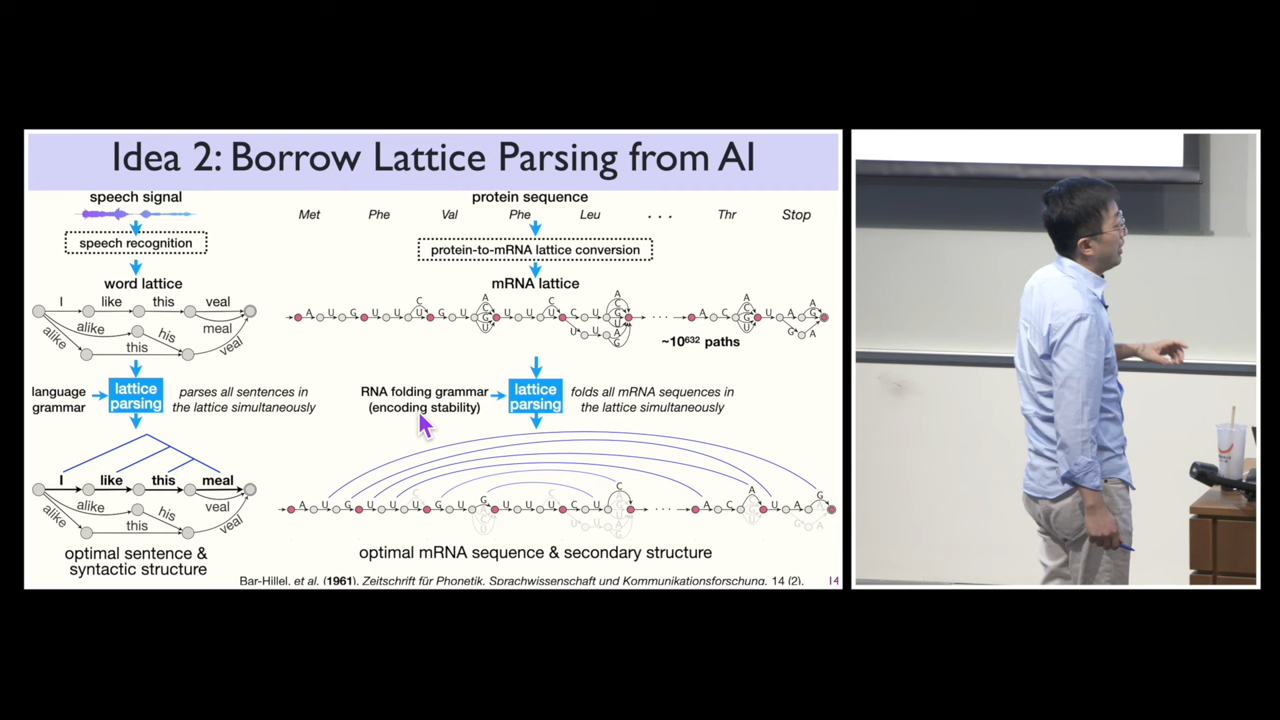 Idea 2: Borrow Lattice Parsing from AI
speech signal
speech recognition
word lattice
I like this veal
alike his meal
alike this veal
language
grammar
lattice
parsing
parses all sentences in
the lattice simultaneously
I like this meal
alike his veal
alike this veal
optimal sentence &
syntactic structure
protein sequence
Met Phe Val Phe Leu . . . Thr Stop
protein-to-mRNA lattice conversion
mRNA lattice
~10632 paths
RNA folding grammar
(encoding stability)
lattice
parsing
folds all mRNA sequences in
the lattice simultaneously
optimal mRNA sequence & secondary structure
Bar-Hillel, et al. (1961). Zeitschrift für Phonetik. Sprachwissenschaft und Kommunikationsforschung. 14 (2).
14